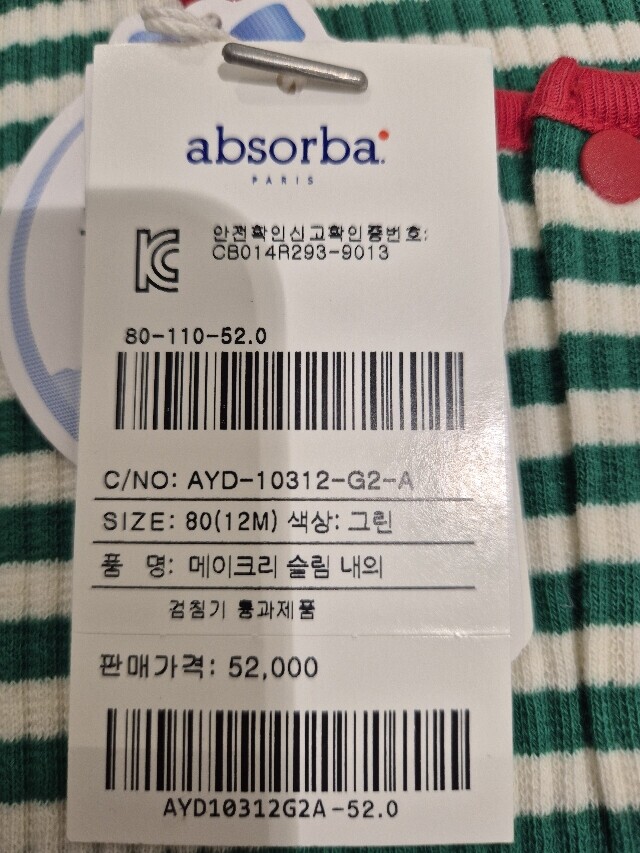 absorba
PARIS
안전확인신고확인증번호:
CB014R293-9013
80-110-52.0
C/NO: AYD-10312-G2-A
SIZE: 80(12M) 색상: 그린
품 명: 메이크리 슬림 내의
검침기 통과제품
판매가격: 52,000
AYD10312G2A-52.0